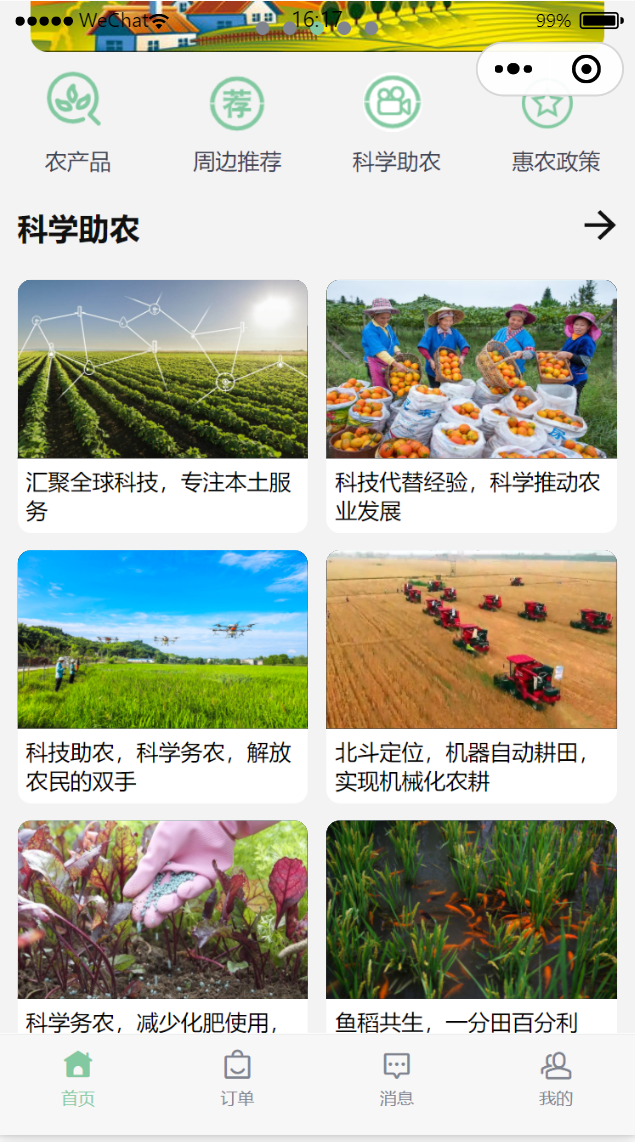 WeChat
16:17
99%
荐
农产品
周边推荐
科学助农
惠农政策
科学助农
汇聚全球科技，专注本土服
务
科技代替经验，科学推动农
业发展
科技助农，科学务农，解放
农民的双手
北斗定位，机器自动耕田，
实现机械化农耕
科学务农，减少化肥使用，
鱼稻共生，一分田百分利
首页
订单
消息
我的